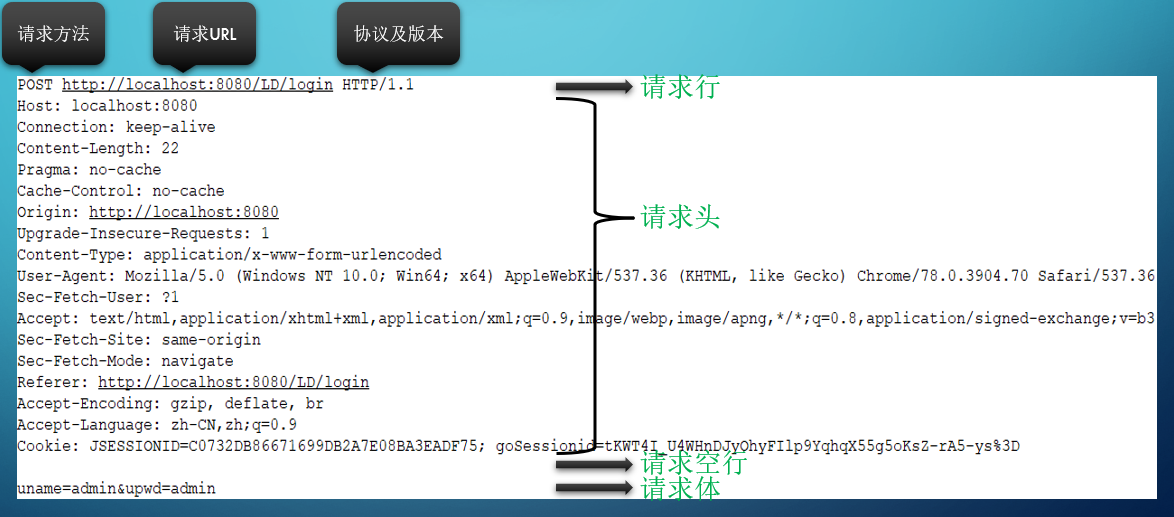 请求方法 请求URL 协议及版本
POST http://localhost:8080/LD/login HTTP/1.1 请求行
Host: localhost:8080
Connection: keep-alive
Content-Length: 22
Pragma: no-cache
Cache-Control: no-cache
Origin: http://localhost:8080 请求头
Upgrade-Insecure-Requests: 1
Content-Type: application/x-www-form-urlencoded
User-Agent: Mozilla/5.0 (Windows NT 10.0; Win64; x64) AppleWebKit/537.36 (KHTML, like Gecko) Chrome/78.0.3904.70 Safari/537.36
Sec-Fetch-User: ?1
Accept: text/html,application/xhtml+xml,application/xml;q=0.9,image/webp,image/apng,*/*;q=0.8,application/signed-exchange;v=b3
Sec-Fetch-Site: same-origin
Sec-Fetch-Mode: navigate
Referer: http://localhost:8080/LD/login
Accept-Encoding: gzip, deflate, br
Accept-Language: zh-CN,zh;q=0.9
Cookie: JSESSIONID=C0732DB86671699DB2A7E08BA3EADF75; goSessionid=tKWT4I_U4WHnDJyOhyFIlp9YqhqX55g5oKsZ-rA5-ys%3D
请求空行
uname=admin&upwd=admin 请求体